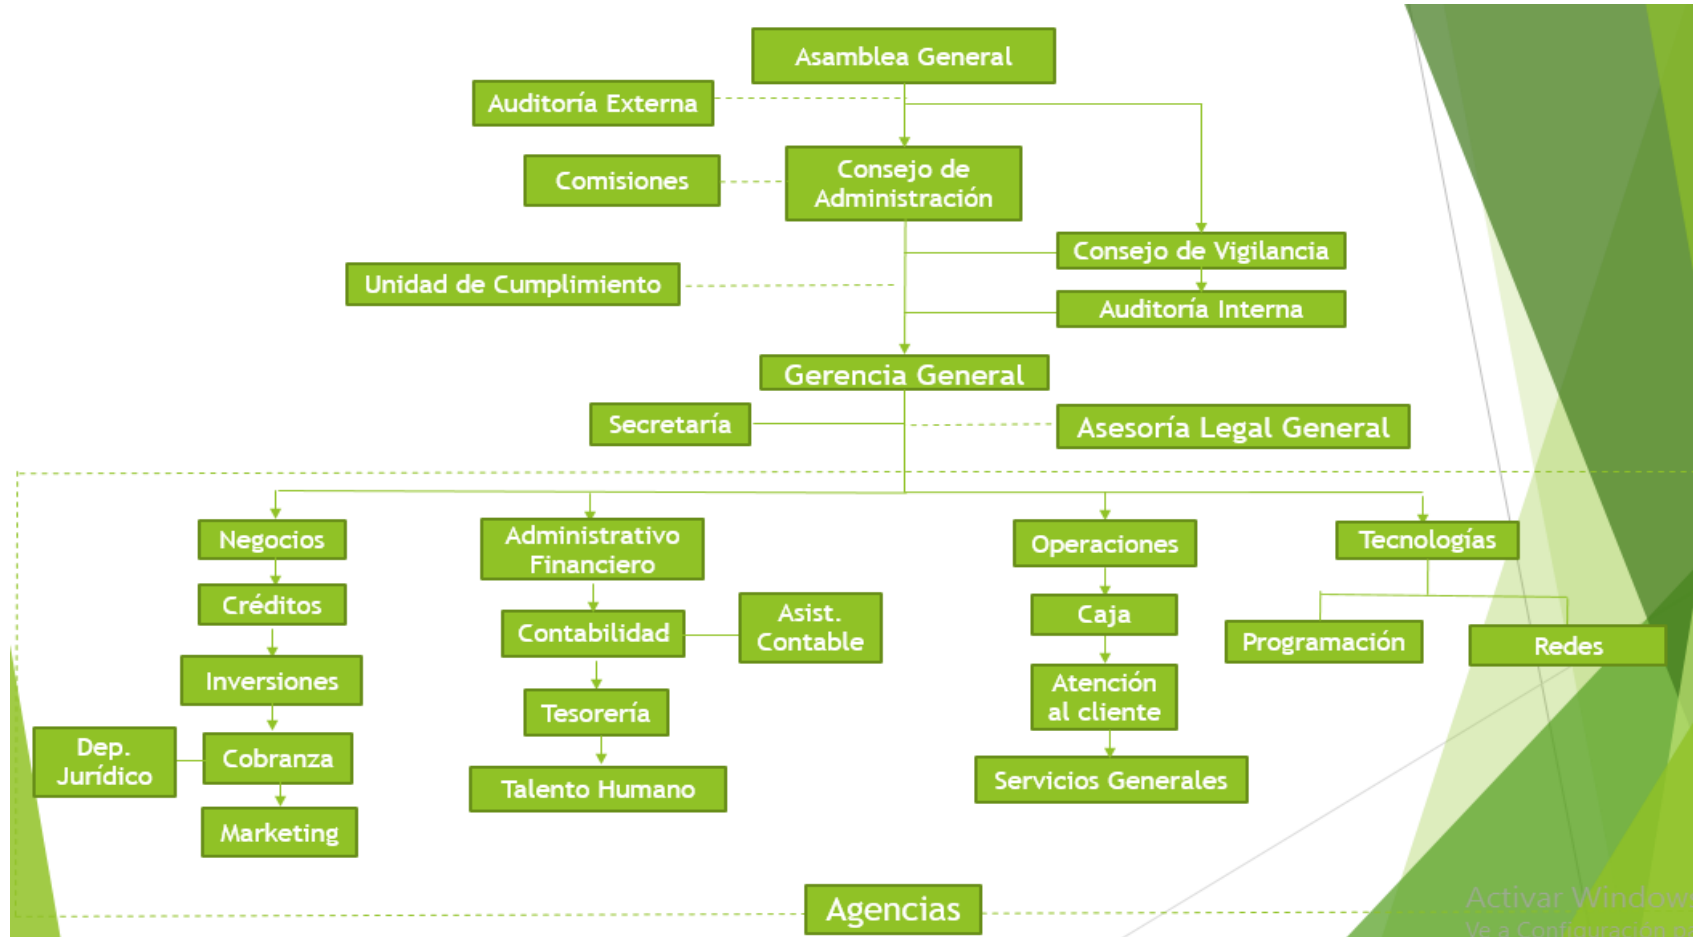 Asamblea General
Auditoría Externa
Comisiones
Consejo de
Administración
Consejo de Vigilancia
Unidad de Cumplimiento
Auditoría Interna
Gerencia General
Secretaría
Asesoría Legal General
Negocios
Administrativo
Financiero
Operaciones
Tecnologías
Créditos
Contabilidad
Asist.
Contable
Caja
Programación
Redes
Inversiones
Tesorería
Atención
al cliente
Dep.
Jurídico
Cobranza
Talento Humano
Servicios Generales
Marketing
Agencias
Activar Windows
Ve a Configuración